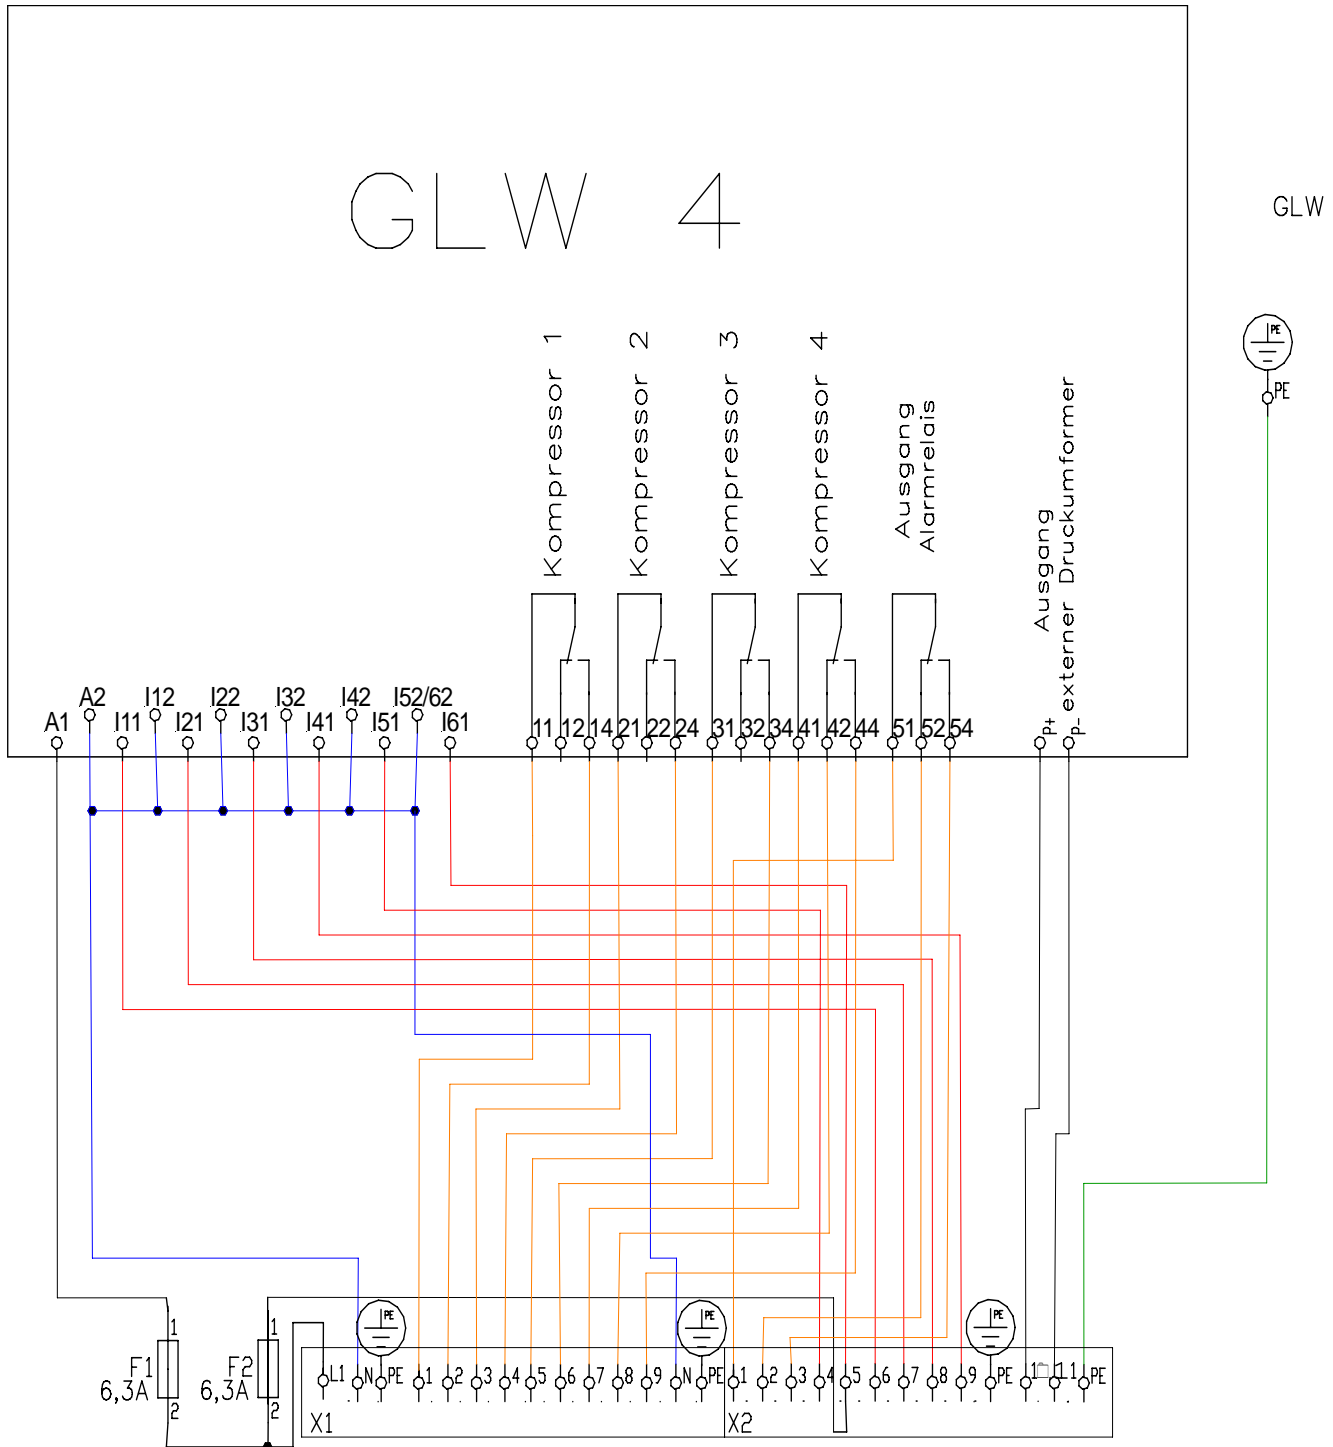 GLW 4
GLW
Kompressor 1
Kompressor 2
Kompressor 3
Kompressor 4
Ausgang
Alarmrelais
Ausgang
externer Druckumformer
PE
PE
A2 I12 I22 I32 I42 I52/62
A1 I11 I21 I31 I41 I51 I61
11 12 14 21 22 24 31 32 34 41 42 44 51 52 54 P+ P-
1 1 PE PE PE
F1 F2
6,3A 6,3A
2 2
L1 N PE 1 2 3 4 5 6 7 8 9 N PE 1 2 3 4 5 6 7 8 9 PE PE
X1 X2